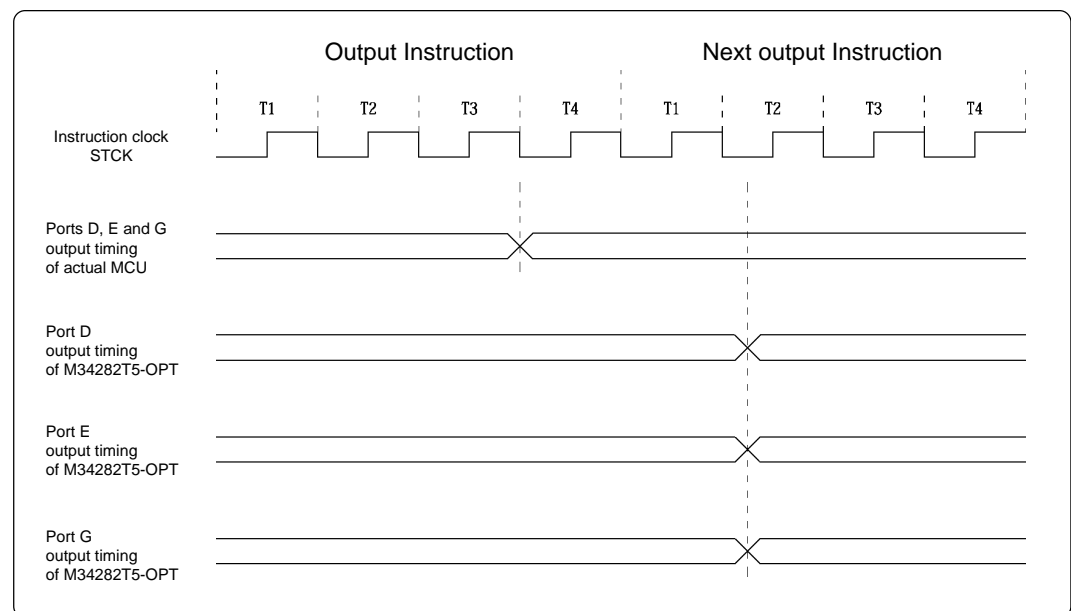 Output Instruction Next output Instruction
T1 T2 T3 T4 T1 T2 T3 T4
Instruction clock
STCK
Ports D, E and G
output timing
of actual MCU
Port D
output timing
of M34282T5-OPT
Port E
output timing
of M34282T5-OPT
Port G
output timing
of M34282T5-OPT